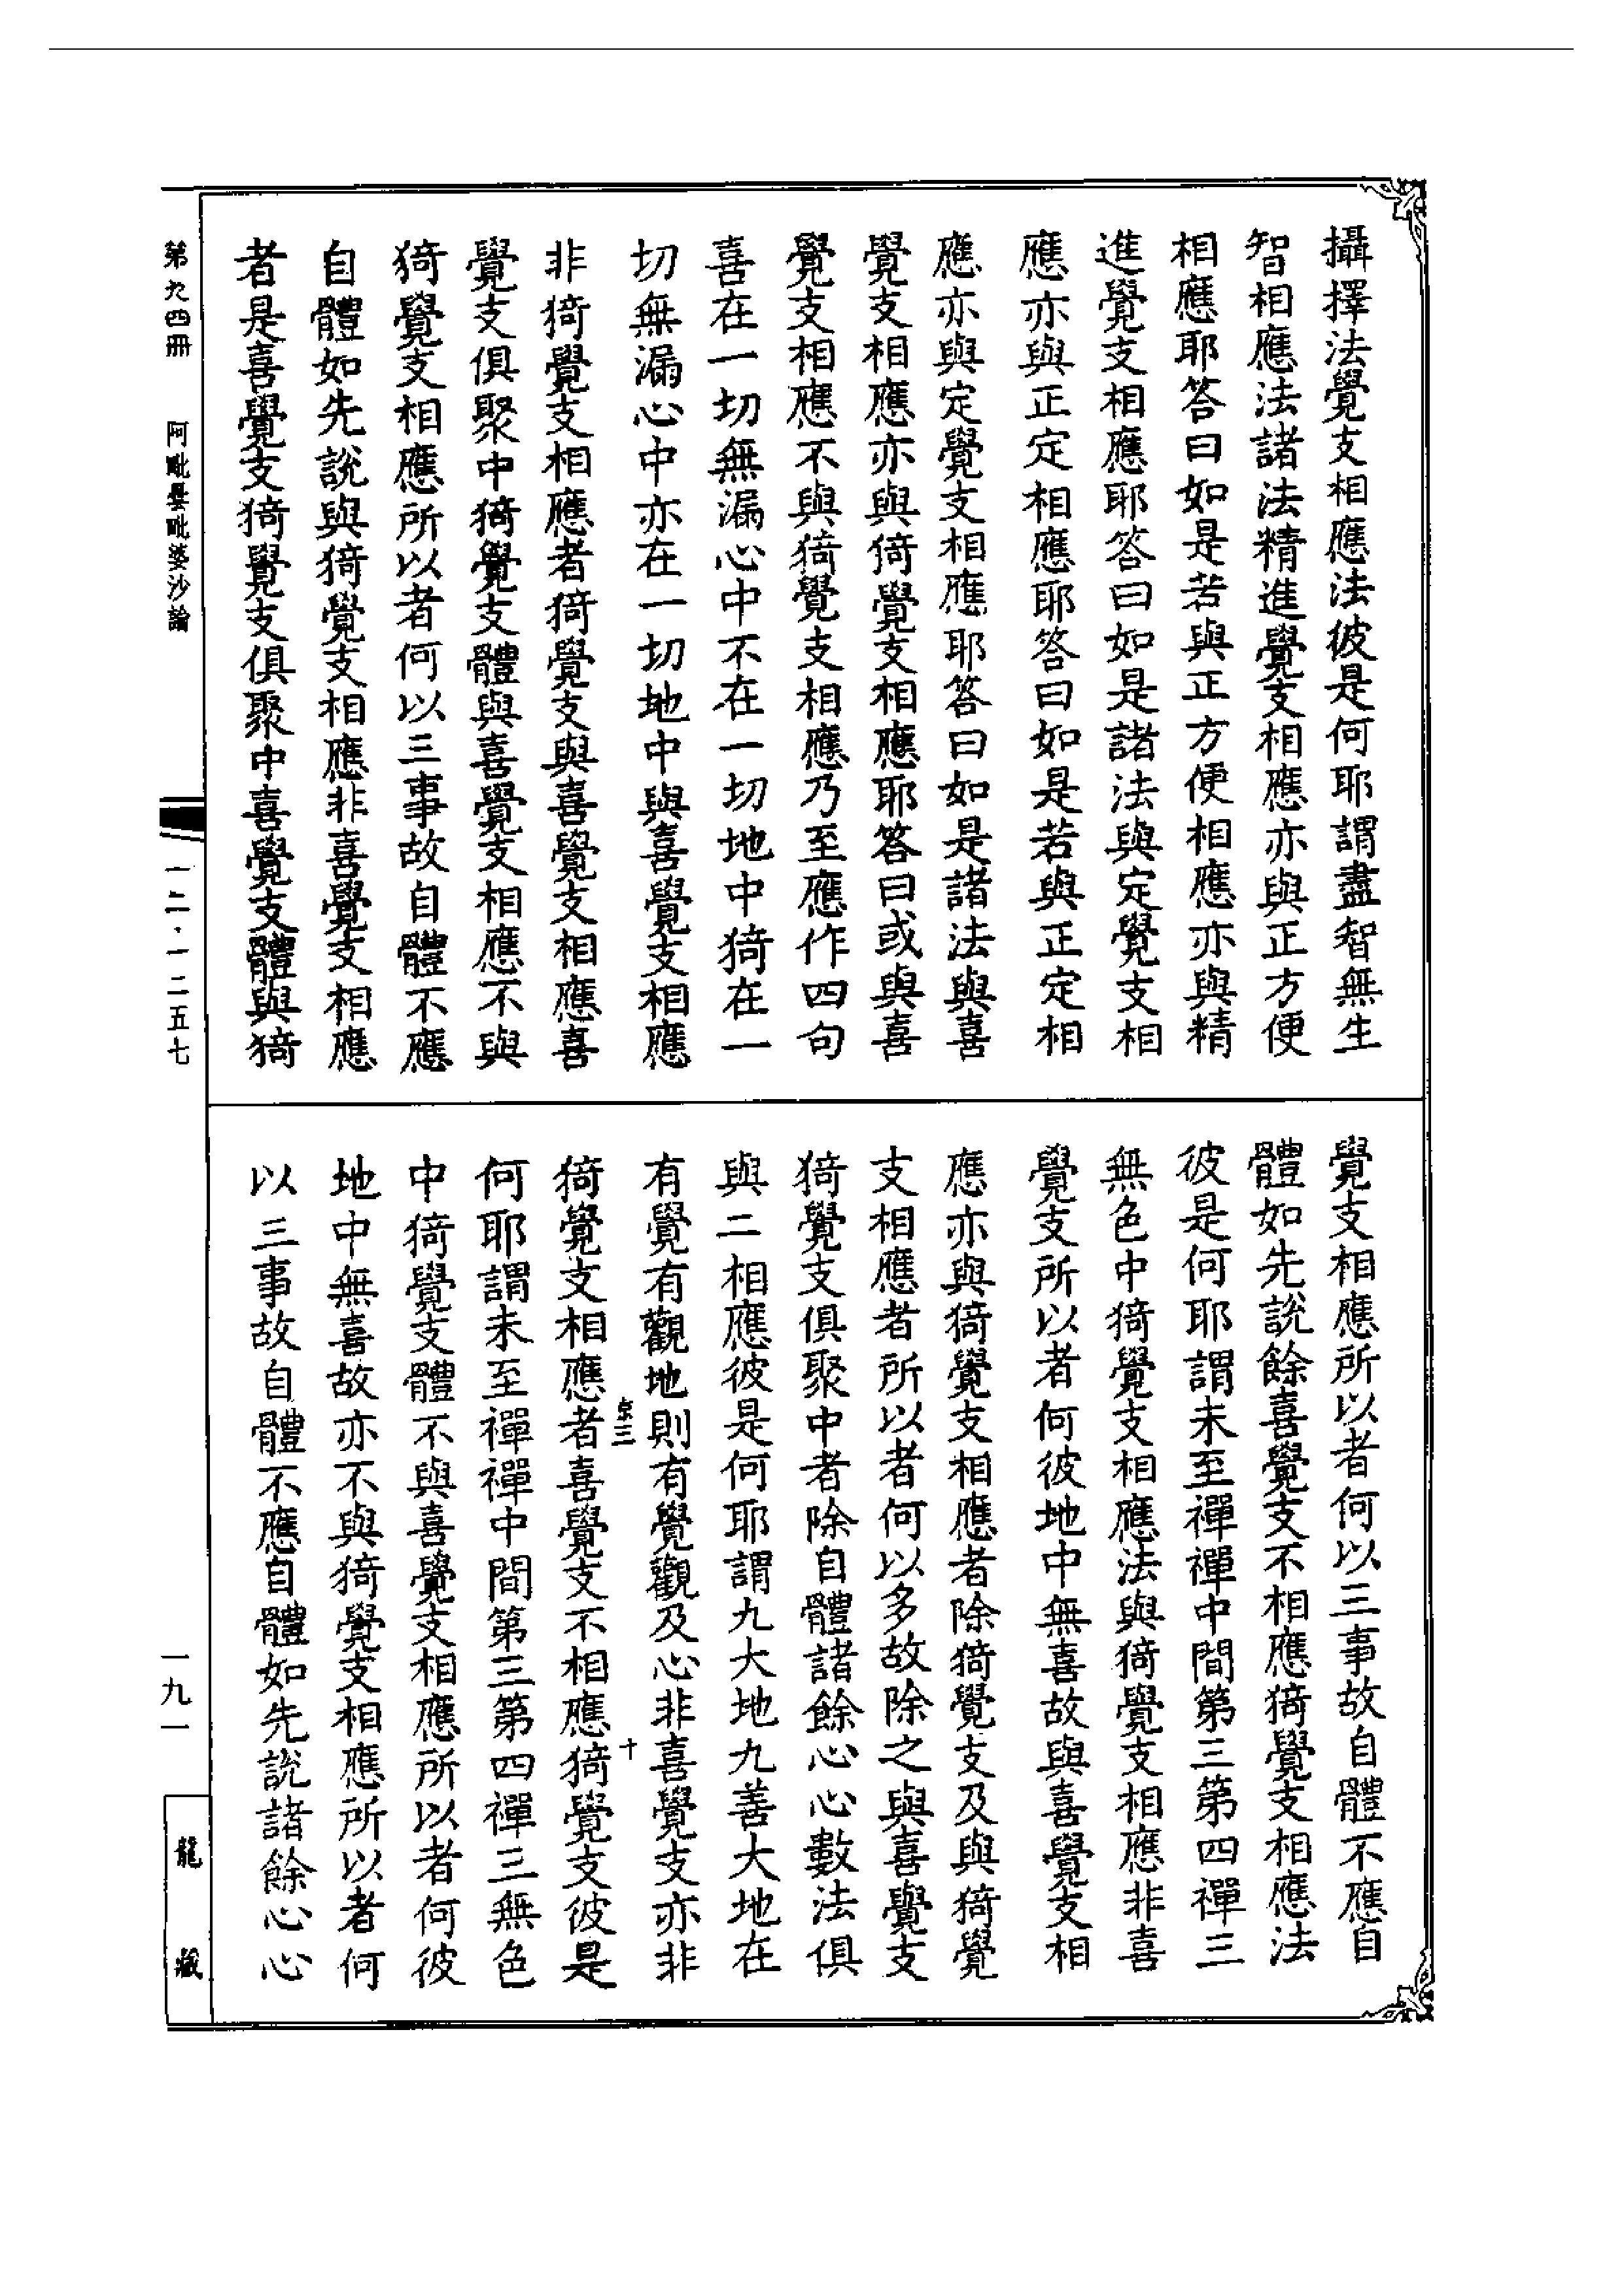 攝擇法覺支相應法彼是何耶謂盡智無生
智相應法諸法精進覺支相應亦與正方便
相應耶答曰如是若與正方便相應亦與精
進覺支相應耶答曰如是諸法與定覺支相
應亦與正定相應耶答曰如是若與正定相
應亦與定覺支相應耶答曰如是諸法與喜
覺支相應亦與猗覺支相應耶答曰或與喜
覺支相應不與猗覺支相應乃至應作四句
喜在一切無漏心中不在一切地中猗在一
切無漏心中亦在一切地中與喜覺支相應
非猗覺支相應者猗覺支與喜覺支相應喜
覺支俱聚中猗覺支體與喜覺支相應不與
猗覺支相應所以者何以三事故自體不應
自體如先說與猗覺支相應非喜覺支相應
者是喜覺支猗覺支俱聚中喜覺支體與猗
覺支相應所以者何以三事故自體不應自
體如先說餘喜覺支不相應猗覺支相應法
彼是何耶謂未至禪禪中間第三第四禪三
無色中猗覺支相應法與猗覺支相應非喜
覺支所以者何彼地中無喜故與喜覺支相
應亦與猗覺支相應者除猗覺支及與猗覺
支相應者所以者何以多故除之與喜覺支
猗覺支俱聚中者除自體諸餘心心數法俱
與二相應彼是何耶謂九大地九善大地在
有覺有觀地則有覺觀及心非喜覺支亦非
猗覺支相應者喜覺支不相應猗覺支彼是
何耶謂未至禪禪中間第三第四禪三無色
中猗覺支體不與喜覺支相應所以者何彼
地中無喜故亦不與猗覺支相應所以者何
以三事故自體不應自體如先說諸餘心心
十
第九四冊 阿毗曇毗婆沙論
一二·一二五七
一九一
龍藏